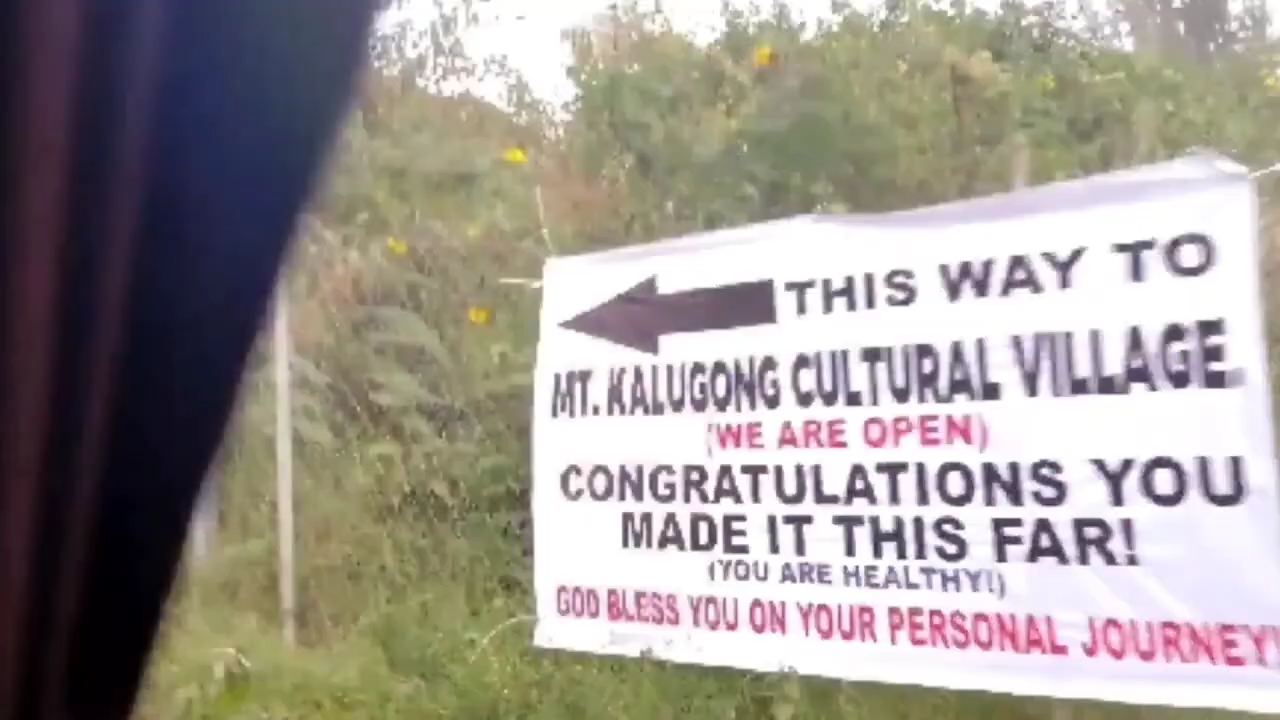 THIS WAY TO
MT. KALUGONG CULTURAL VILLAGE
(WE ARE OPEN)
CONGRATULATIONS YOU
MADE IT THIS FAR!
(YOU ARE HEALTHY!)
GOD BLESS YOU ON YOUR PERSONAL JOURNEY!